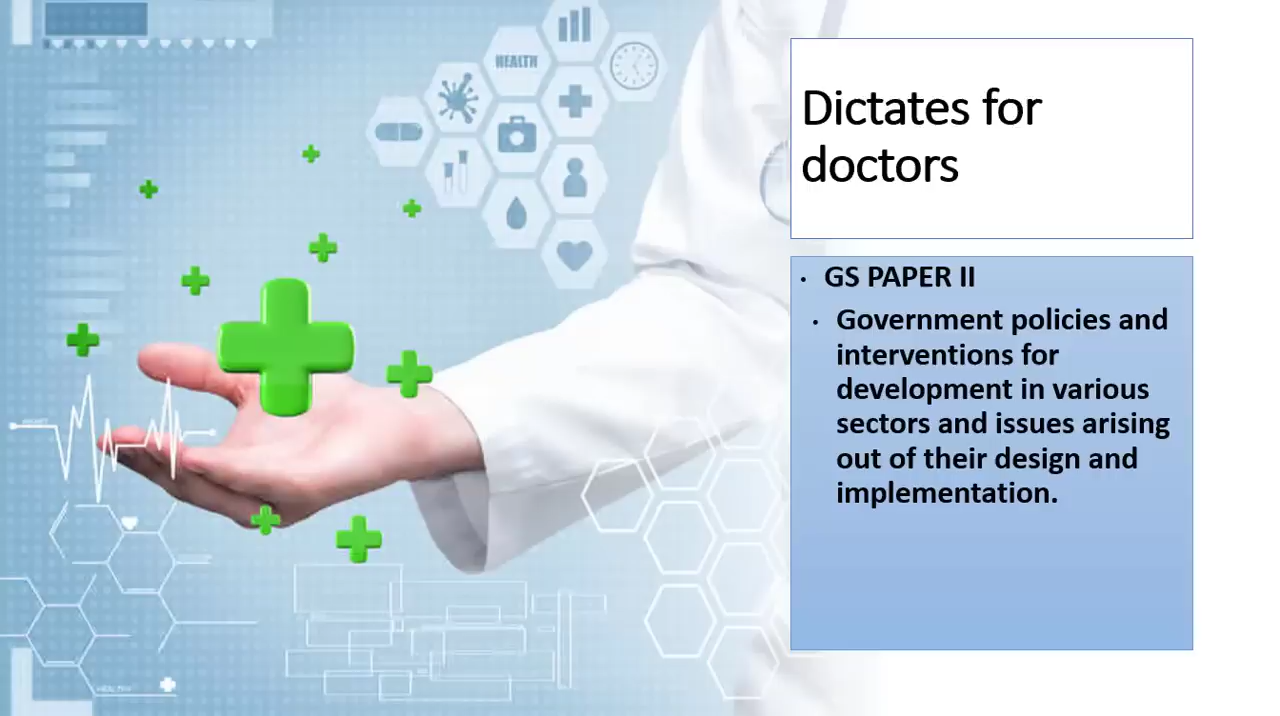 HEALTH
Dictates for
doctors
• GS PAPER II
• Government policies and
interventions for
development in various
sectors and issues arising
out of their design and
implementation.
HEALTH